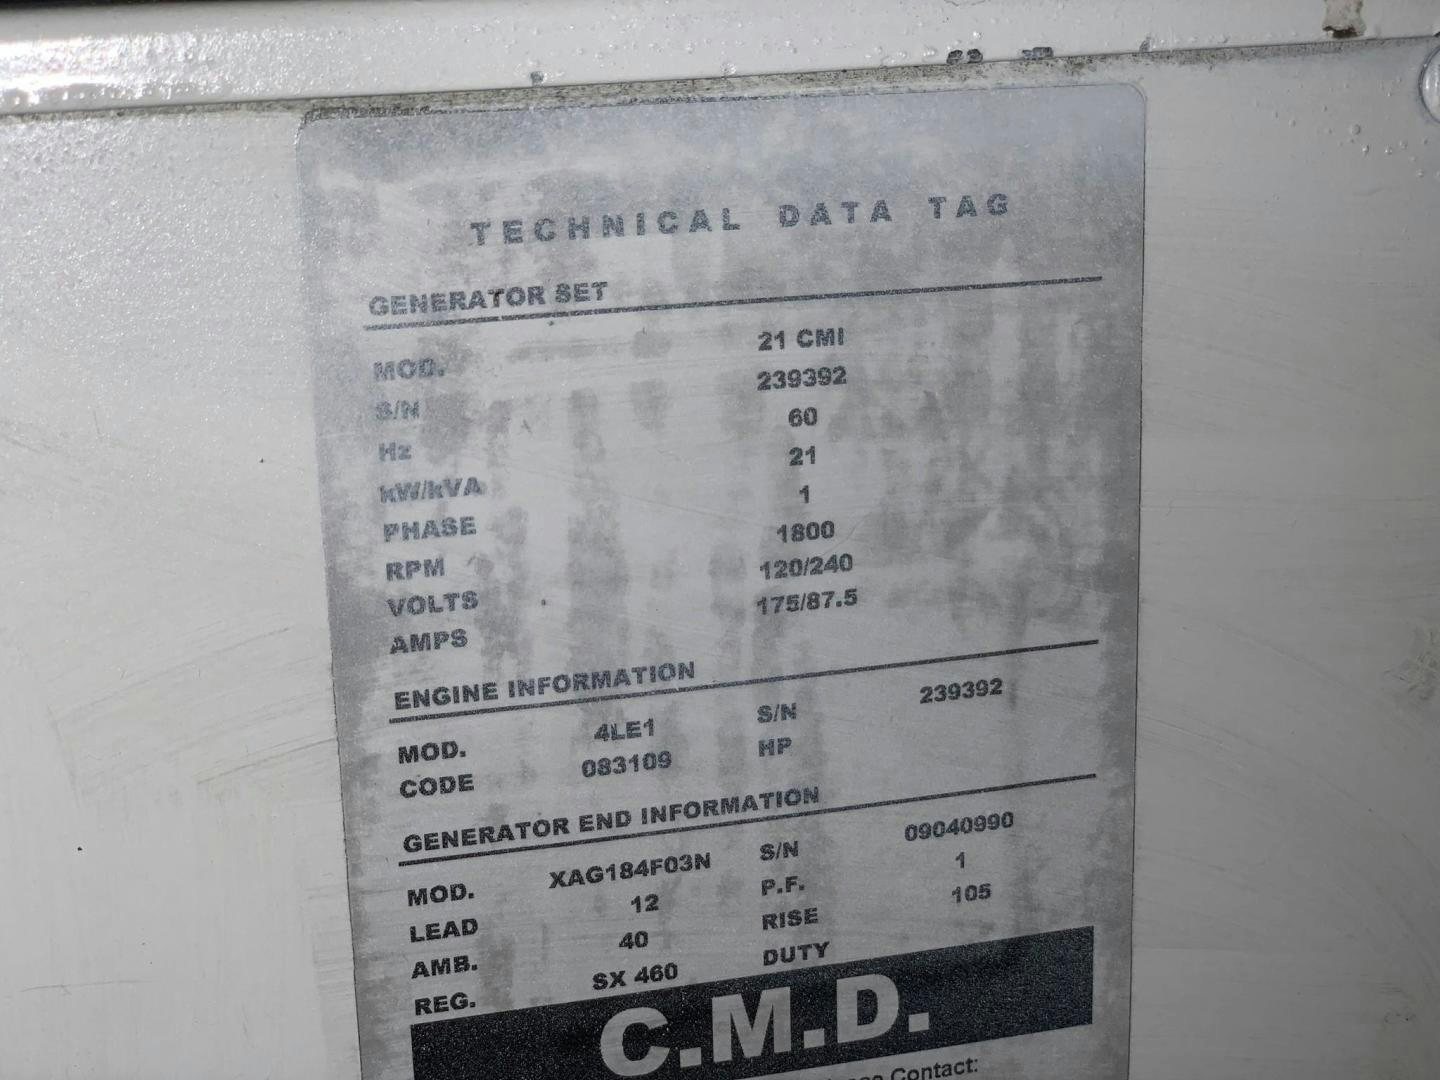 TECHNICAL DATA TAG
GENERATOR SET
MOD. 21 CMI
S/N 239392
Hz 60
kW/kVA 21
PHASE 1
RPM 1800
VOLTS 120/240
AMPS 175/87.5
ENGINE INFORMATION
MOD. 4LE1 S/N 239392
CODE 083109 HP
GENERATOR END INFORMATION
MOD. XAG184F03N S/N 09040990
LEAD 12 P.F. 1
AMB. 40 RISE 105
REG. SX 460 DUTY
C.M.D.
Contact: